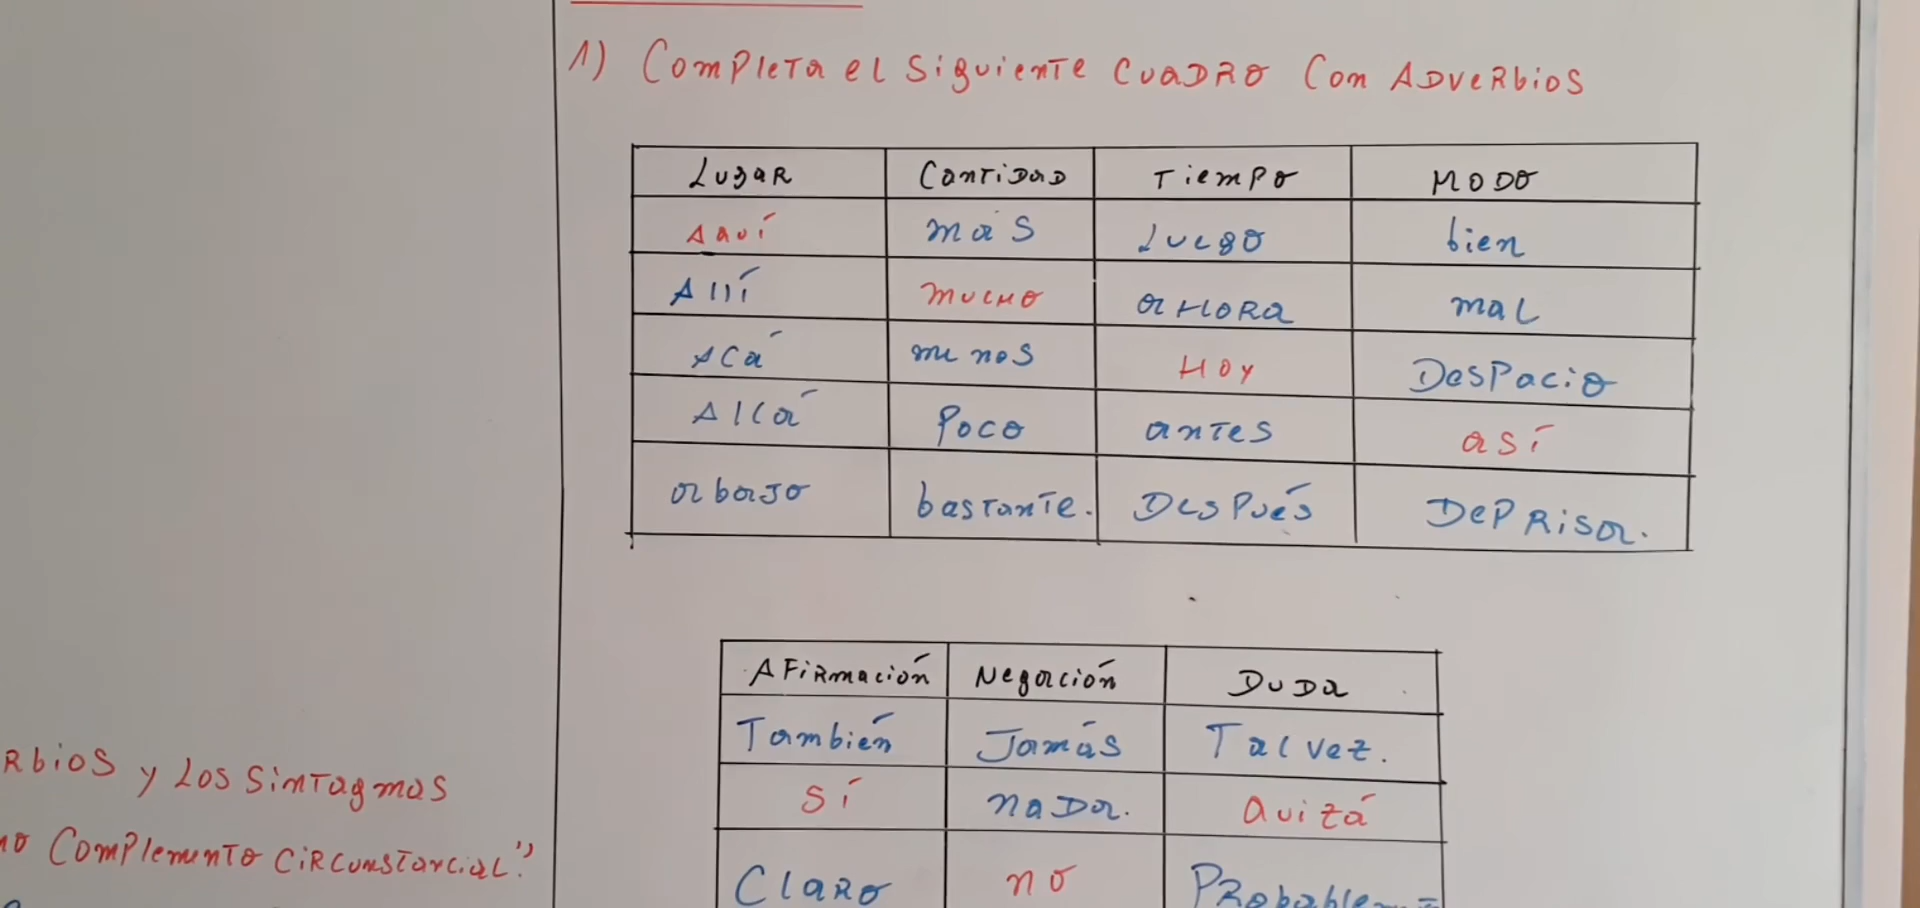 1) Completa el siguiente cuadro con adverbios
Lugar Cantidad Tiempo Modo
Aquí más luego bien
Allí mucho ahora mal
Acá menos Hoy Despacio
Allá Poco antes así
abajo bastante. Después Deprisa.
Afirmación Negación Duda
También Jamás Tal vez.
Sí nada. Quizá
Claro no
rbios y los sintagmas
Complemento circunstancial"